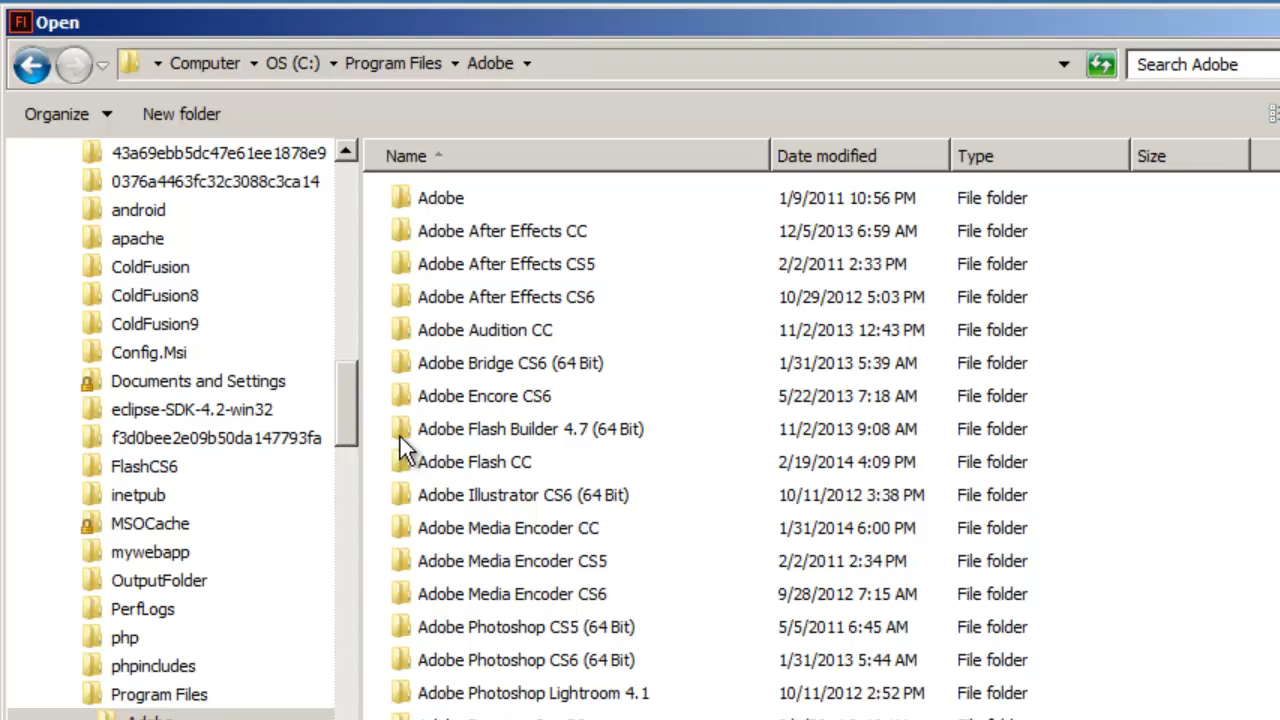 Fl Open
Computer OS (C:) Program Files Adobe Search Adobe
Organize New folder
Name Date modified Type Size
43a69ebb5dc47e61ee1878e9
0376a4463fc32c3088c3ca14
android
apache
ColdFusion
ColdFusion8
ColdFusion9
Config.Msi
Documents and Settings
eclipse-SDK-4.2-win32
f3d0bee2e09b50da147793fa
FlashCS6
inetpub
MSOCache
mywebapp
OutputFolder
PerfLogs
php
phpincludes
Program Files
Adobe 1/9/2011 10:56 PM File folder
Adobe After Effects CC 12/5/2013 6:59 AM File folder
Adobe After Effects CS5 2/2/2011 2:33 PM File folder
Adobe After Effects CS6 10/29/2012 5:03 PM File folder
Adobe Audition CC 11/2/2013 12:43 PM File folder
Adobe Bridge CS6 (64 Bit) 1/31/2013 5:39 AM File folder
Adobe Encore CS6 5/22/2013 7:18 AM File folder
Adobe Flash Builder 4.7 (64 Bit) 11/2/2013 9:08 AM File folder
Adobe Flash CC 2/19/2014 4:09 PM File folder
Adobe Illustrator CS6 (64 Bit) 10/11/2012 3:38 PM File folder
Adobe Media Encoder CC 1/31/2014 6:00 PM File folder
Adobe Media Encoder CS5 2/2/2011 2:34 PM File folder
Adobe Media Encoder CS6 9/28/2012 7:15 AM File folder
Adobe Photoshop CS5 (64 Bit) 5/5/2011 6:45 AM File folder
Adobe Photoshop CS6 (64 Bit) 1/31/2013 5:44 AM File folder
Adobe Photoshop Lightroom 4.1 10/11/2012 2:52 PM File folder